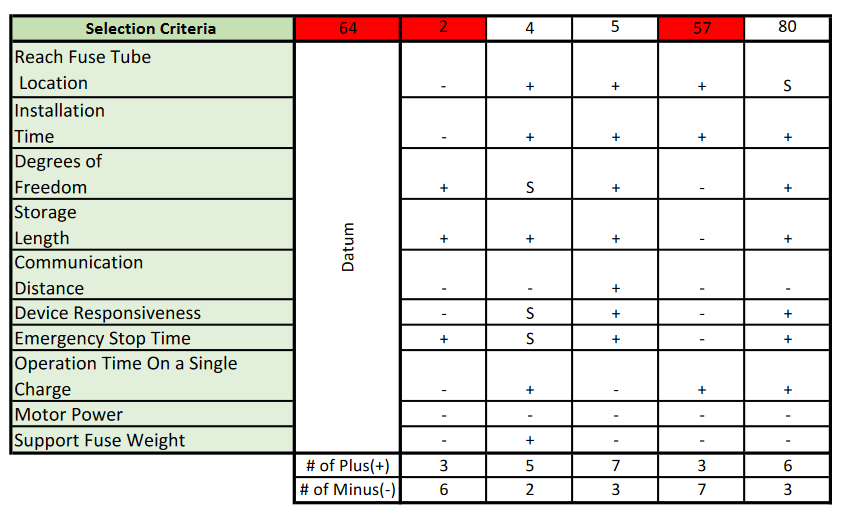 Selection Criteria 64 2 4 5 57 80
Reach Fuse Tube
Location - + + + S
Installation
Time - + + + +
Degrees of
Freedom + S + - +
Storage
Length + + + - +
Datum
Communication
Distance - - + - -
Device Responsiveness - S + - +
Emergency Stop Time + S + - +
Operation Time On a Single
Charge - + - + +
Motor Power - - - - -
Support Fuse Weight - + - - -
# of Plus(+) 3 5 7 3 6
# of Minus(-) 6 2 3 7 3